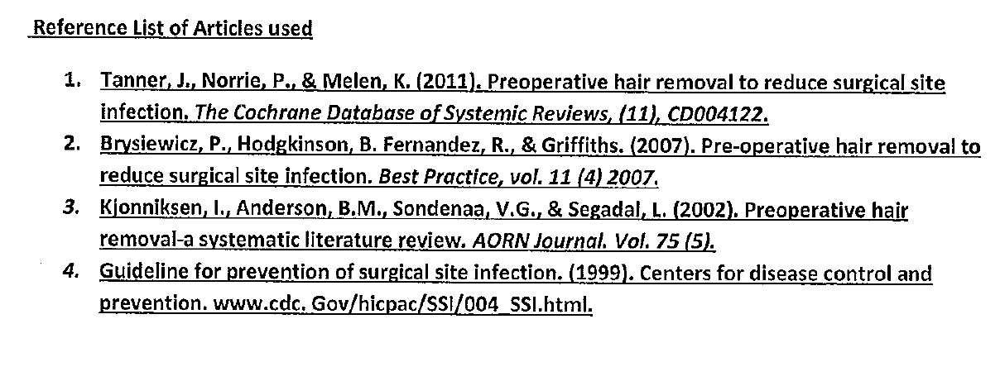 Reference List of Articles used
1. Tanner, J., Norrie, P., & Melen, K. (2011). Preoperative hair removal to reduce surgical site
infection. The Cochrane Database of Systemic Reviews, (11), CD004122.
2. Brysiewicz, P., Hodgkinson, B. Fernandez, R., & Griffiths. (2007). Pre-operative hair removal to
reduce surgical site infection. Best Practice, vol. 11 (4) 2007.
3. Kjonniksen, I., Anderson, B.M., Sondenaa, V.G., & Segadal, L. (2002). Preoperative hair
removal-a systematic literature review. AORN Journal. Vol. 75 (5).
4. Guideline for prevention of surgical site infection. (1999). Centers for disease control and
prevention. www.cdc. Gov/hicpac/SSI/004_SSI.html.